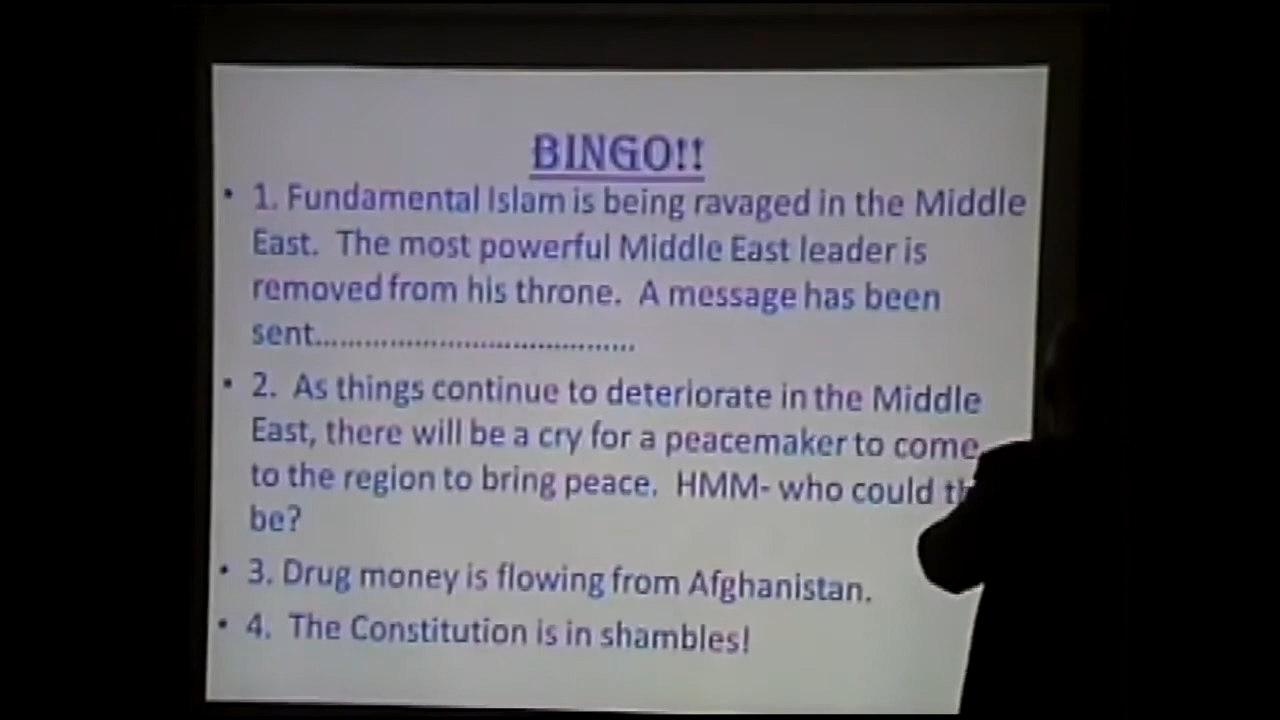 BINGO!!
• 1. Fundamental Islam is being ravaged in the Middle
East. The most powerful Middle East leader is
removed from his throne. A message has been
sent.......................................
• 2. As things continue to deteriorate in the Middle
East, there will be a cry for a peacemaker to come
to the region to bring peace. HMM- who could
be?
• 3. Drug money is flowing from Afghanistan.
• 4. The Constitution is in shambles!